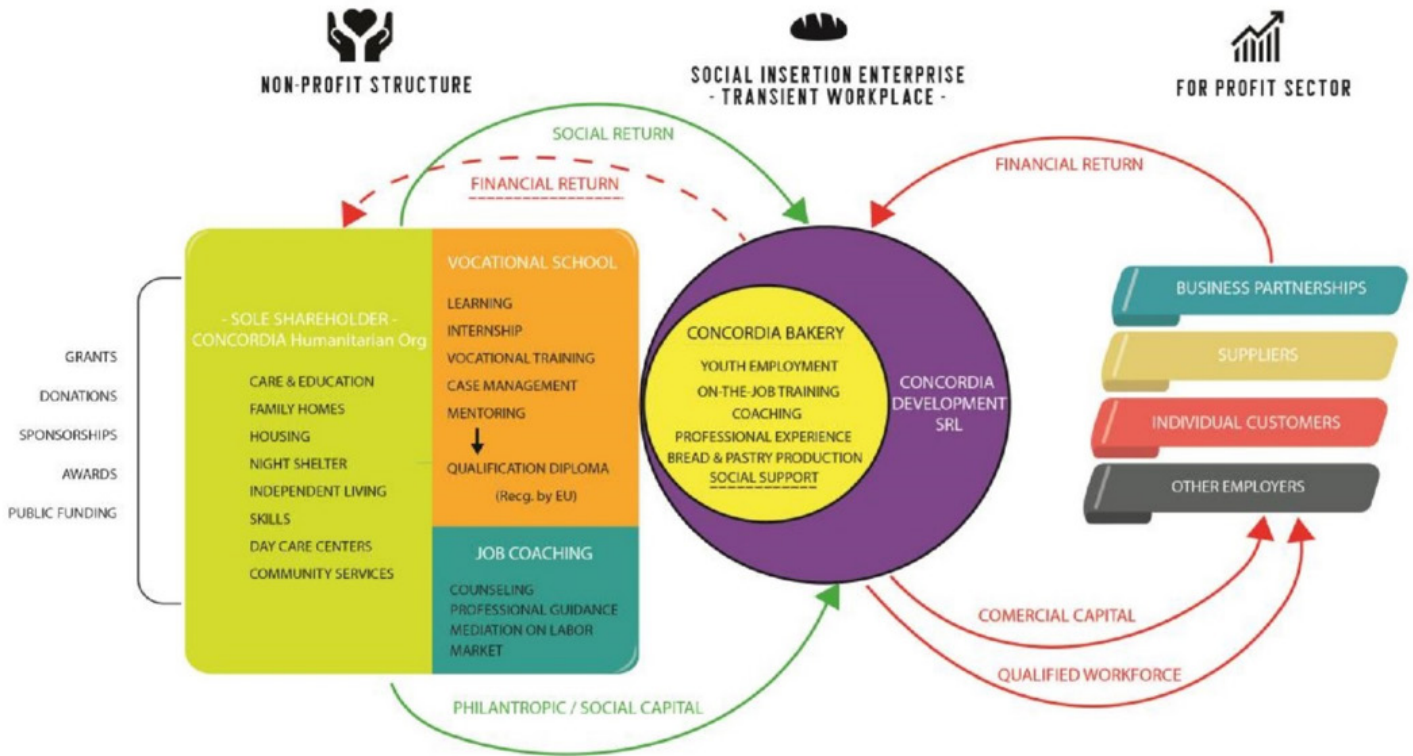 NON-PROFIT STRUCTURE
SOCIAL INSERTION ENTERPRISE
- TRANSIENT WORKPLACE -
FOR PROFIT SECTOR
SOCIAL RETURN
FINANCIAL RETURN
FINANCIAL RETURN
GRANTS
DONATIONS
SPONSORSHIPS
AWARDS
PUBLIC FUNDING
- SOLE SHAREHOLDER -
CONCORDIA Humanitarian Org
CARE & EDUCATION
FAMILY HOMES
HOUSING
NIGHT SHELTER
INDEPENDENT LIVING
SKILLS
DAY CARE CENTERS
COMMUNITY SERVICES
VOCATIONAL SCHOOL
LEARNING
INTERNSHIP
VOCATIONAL TRAINING
CASE MANAGEMENT
MENTORING
QUALIFICATION DIPLOMA
(Recg. by EU)
JOB COACHING
COUNSELING
PROFESSIONAL GUIDANCE
MEDIATION ON LABOR
MARKET
CONCORDIA BAKERY
YOUTH EMPLOYMENT
ON-THE-JOB TRAINING
COACHING
PROFESSIONAL EXPERIENCE
BREAD & PASTRY PRODUCTION
SOCIAL SUPPORT
CONCORDIA
DEVELOPMENT
SRL
BUSINESS PARTNERSHIPS
SUPPLIERS
INDIVIDUAL CUSTOMERS
OTHER EMPLOYERS
COMERCIAL CAPITAL
QUALIFIED WORKFORCE
PHILANTROPIC / SOCIAL CAPITAL